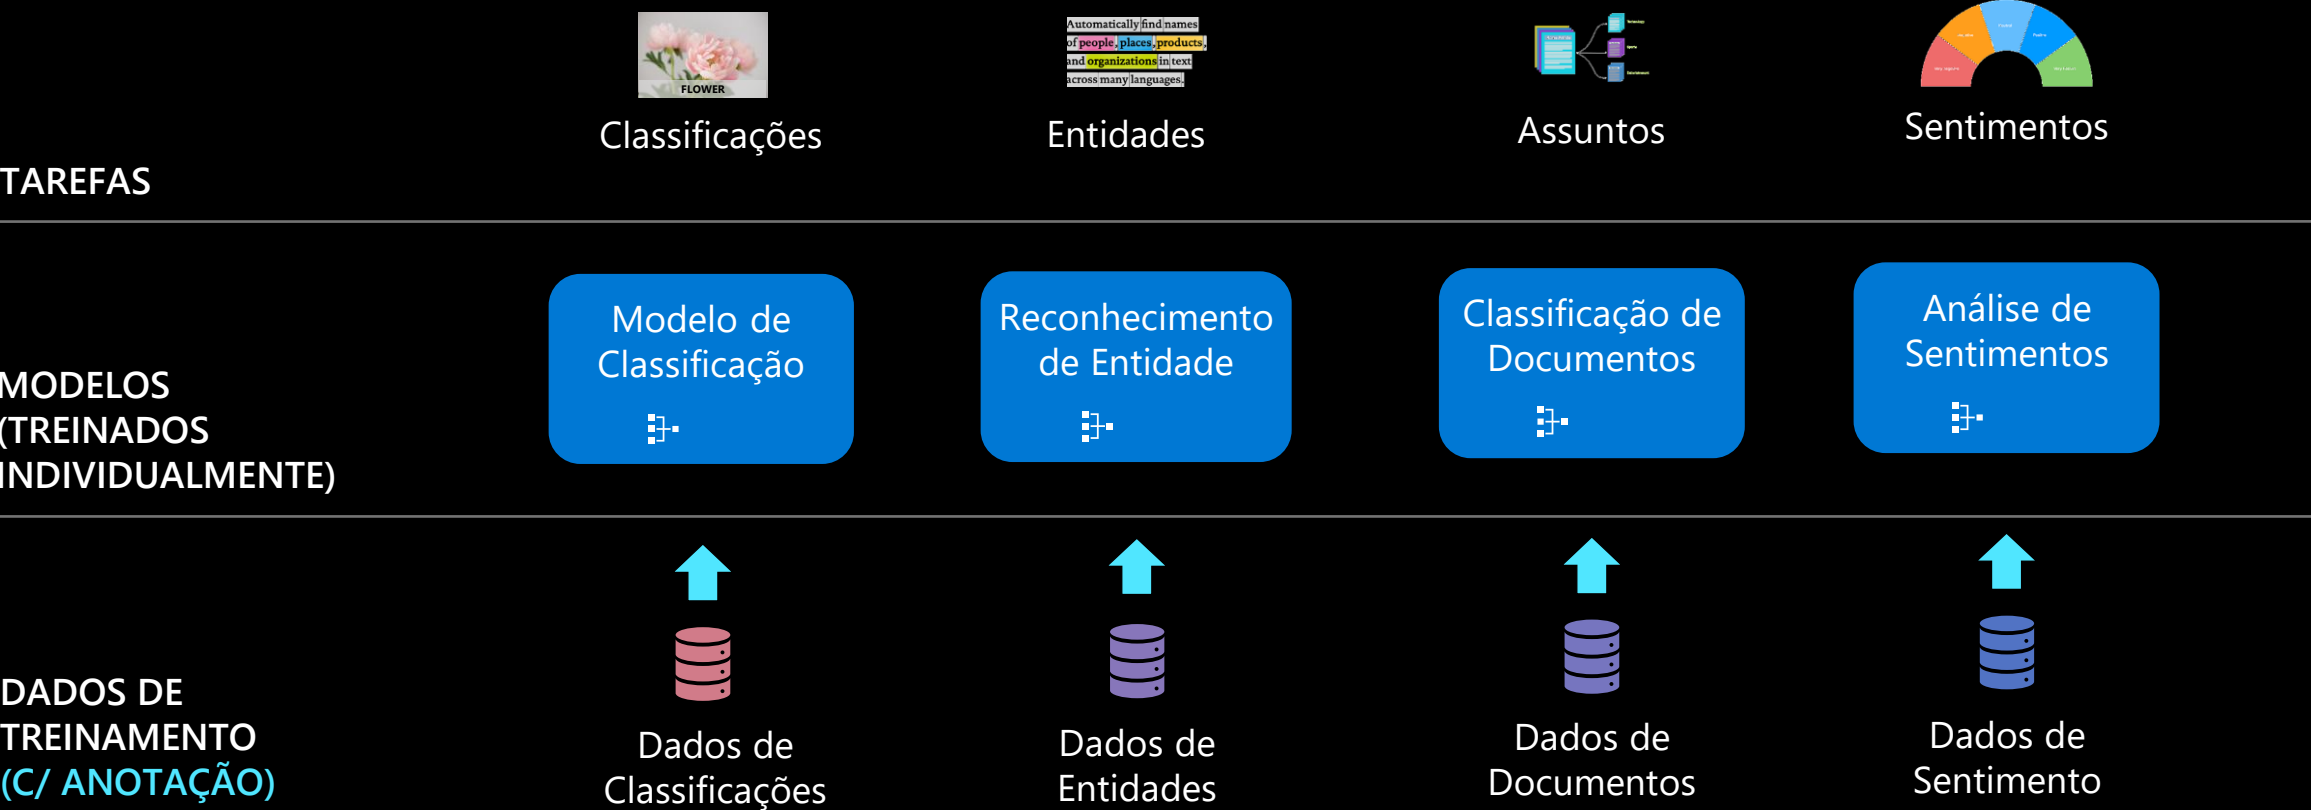 FLOWER
Automatically find names
of people, places, products,
and organizations in text
across many languages.
Classificações
Entidades
Assuntos
Sentimentos
TAREFAS
Modelo de
Classificação
Reconhecimento
de Entidade
Classificação de
Documentos
Análise de
Sentimentos
MODELOS
(TREINADOS
INDIVIDUALMENTE)
DADOS DE
TREINAMENTO
(C/ ANOTAÇÃO)
Dados de
Classificações
Dados de
Entidades
Dados de
Documentos
Dados de
Sentimento